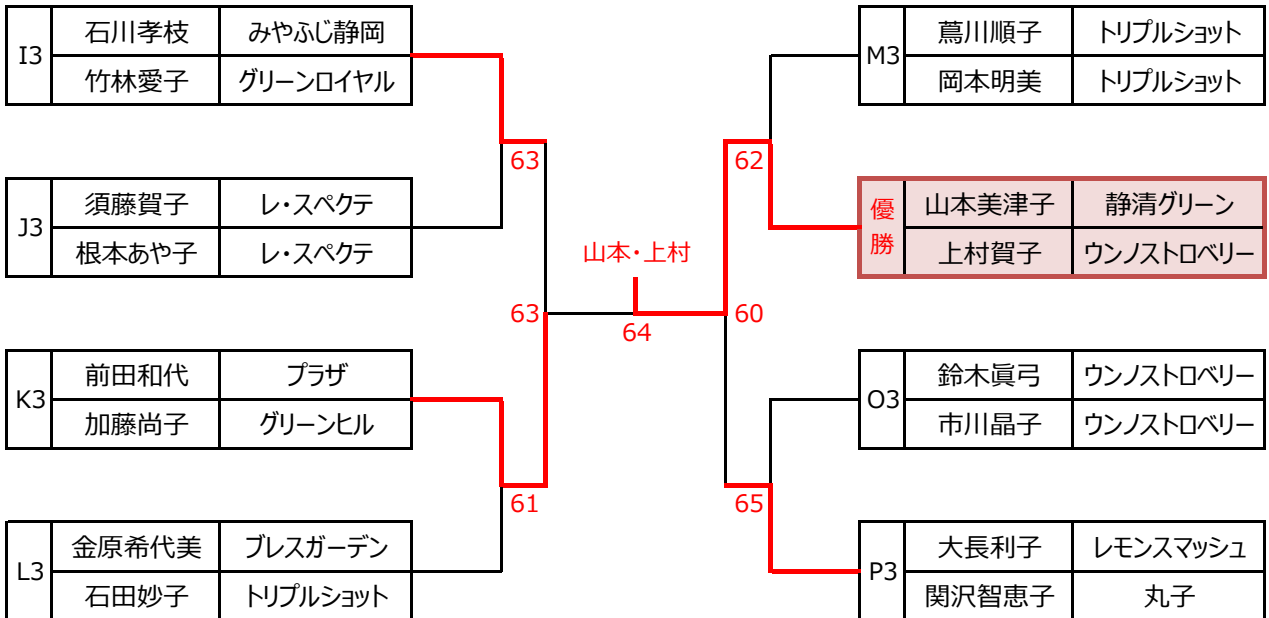 I3
石川孝枝 みやふじ静岡
竹林愛子 グリーンロイヤル
63
J3
須藤賀子 レ・スペクテ
根本あや子 レ・スペクテ
63
K3
前田和代 プラザ
加藤尚子 グリーンヒル
61
L3
金原希代美 ブレスガーデン
石田妙子 トリプルショット
山本・上村
64
M3
蔦川順子 トリプルショット
岡本明美 トリプルショット
62
優勝
山本美津子 静清グリーン
上村賀子 ウンノストロベリー
60
O3
鈴木眞弓 ウンノストロベリー
市川晶子 ウンノストロベリー
65
P3
大長利子 レモンスマッシュ
関沢智恵子 丸子